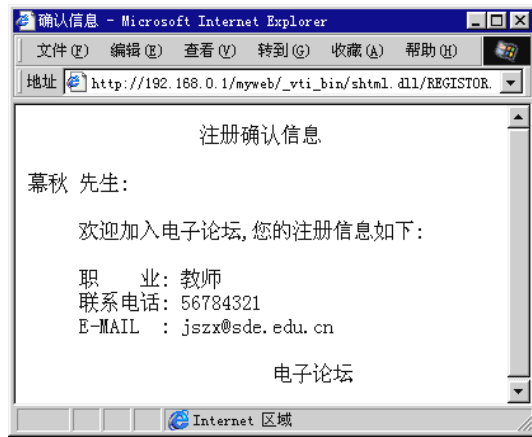 确认信息 - Microsoft Internet Explorer
文件(F) 编辑(E) 查看(V) 转到(G) 收藏(A) 帮助(H)
地址 http://192.168.0.1/myweb/_vti_bin/shtml.dll/REGISTOR.
注册确认信息
幕秋 先生:
欢迎加入电子论坛,您的注册信息如下:
职 业: 教师
联系电话: 56784321
E-MAIL : jszx@sde.edu.cn
电子论坛
Internet 区域